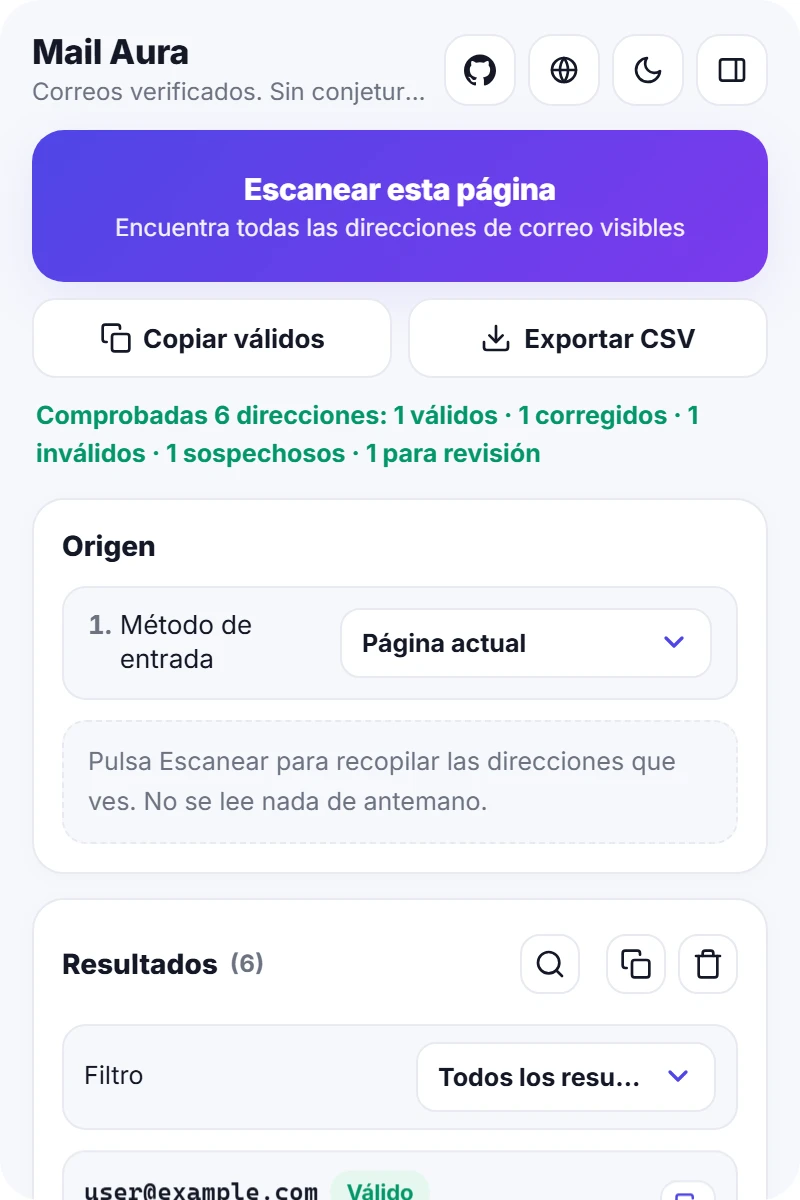 Mail Aura
Correos verificados. Sin conjetur...
Escanear esta página
Encuentra todas las direcciones de correo visibles
Copiar válidos
Exportar CSV
Comprobadas 6 direcciones: 1 válidos · 1 corregidos · 1
inválidos · 1 sospechosos · 1 para revisión
Origen
1. Método de
entrada
Página actual
Pulsa Escanear para recopilar las direcciones que
ves. No se lee nada de antemano.
Resultados (6)
Filtro
Todos los resu...
user@example.com Válido